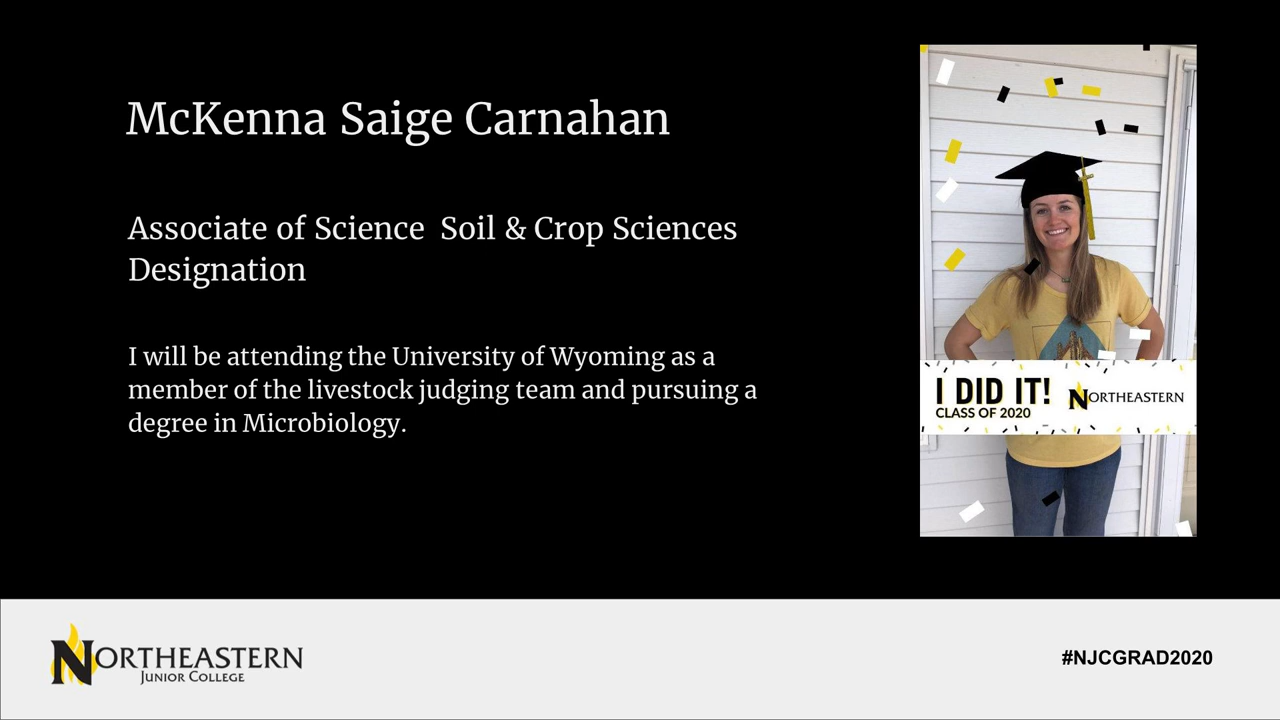 McKenna Saige Carnahan
Associate of Science  Soil & Crop Sciences
Designation
I will be attending the University of Wyoming as a
member of the livestock judging team and pursuing a
degree in Microbiology.
I DID IT!
CLASS OF 2020
NORTHEASTERN
NORTHEASTERN
JUNIOR COLLEGE
#NJCGRAD2020